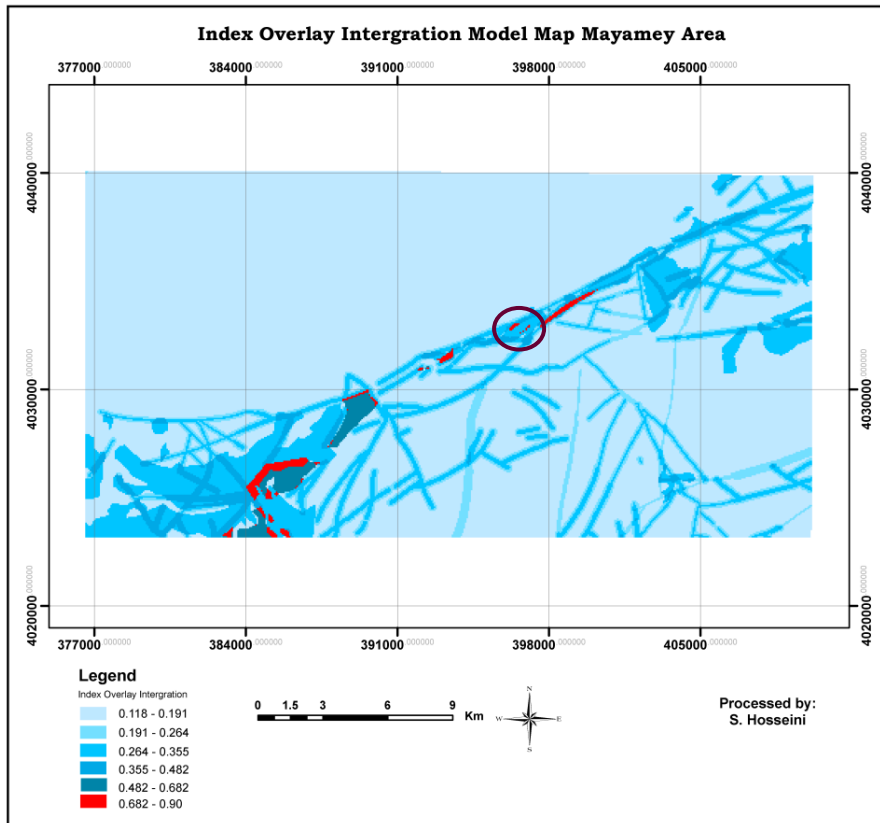 Index Overlay Intergration Model Map Mayamey Area
377000.000000 384000.000000 391000.000000 398000.000000 405000.000000
4040000.000000 4040000.000000
4030000.000000 4030000.000000
4020000.000000 4020000.000000
377000.000000 384000.000000 391000.000000 398000.000000 405000.000000
Legend
Index Overlay Intergration
0.118 - 0.191
0.191 - 0.264
0.264 - 0.355
0.355 - 0.482
0.482 - 0.682
0.682 - 0.90
0 1.5 3 6 9
Km
N
W E
S
Processed by:
S. Hosseini